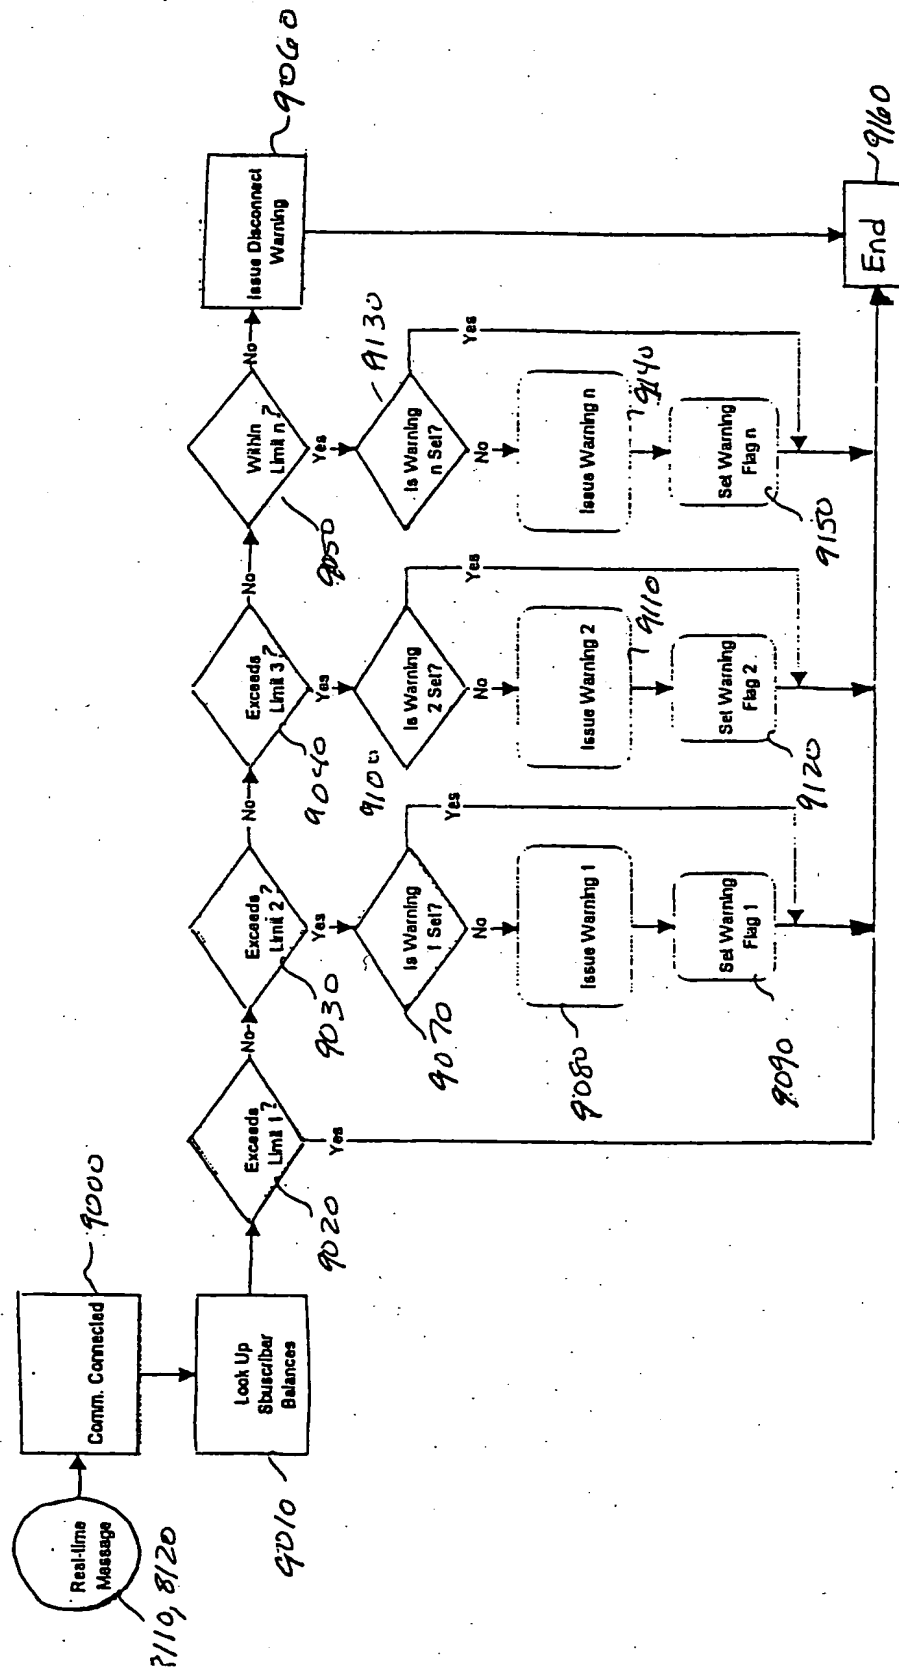 Real-time
Message
?110, 8120
Comm. Connected
9000
Look Up
Sbuscriber
Balances
9010
Exceeds
Limit 1?
9020
No
Yes
Exceeds
Limit 2?
9030
No
Yes
Exceeds
Limit 3?
9040
No
Yes
Within
Limit n?
9050
No
Yes
Issue Disconnect
Warning
9060
Is Warning
1 Set?
9070
Yes
No
Issue Warning 1
9080
Set Warning
Flag 1
9090
Is Warning
2 Set?
9100
Yes
No
Issue Warning 2
9110
Set Warning
Flag 2
9120
Is Warning
n Set?
9130
Yes
No
Issue Warning n
9140
Set Warning
Flag n
9150
End
9160